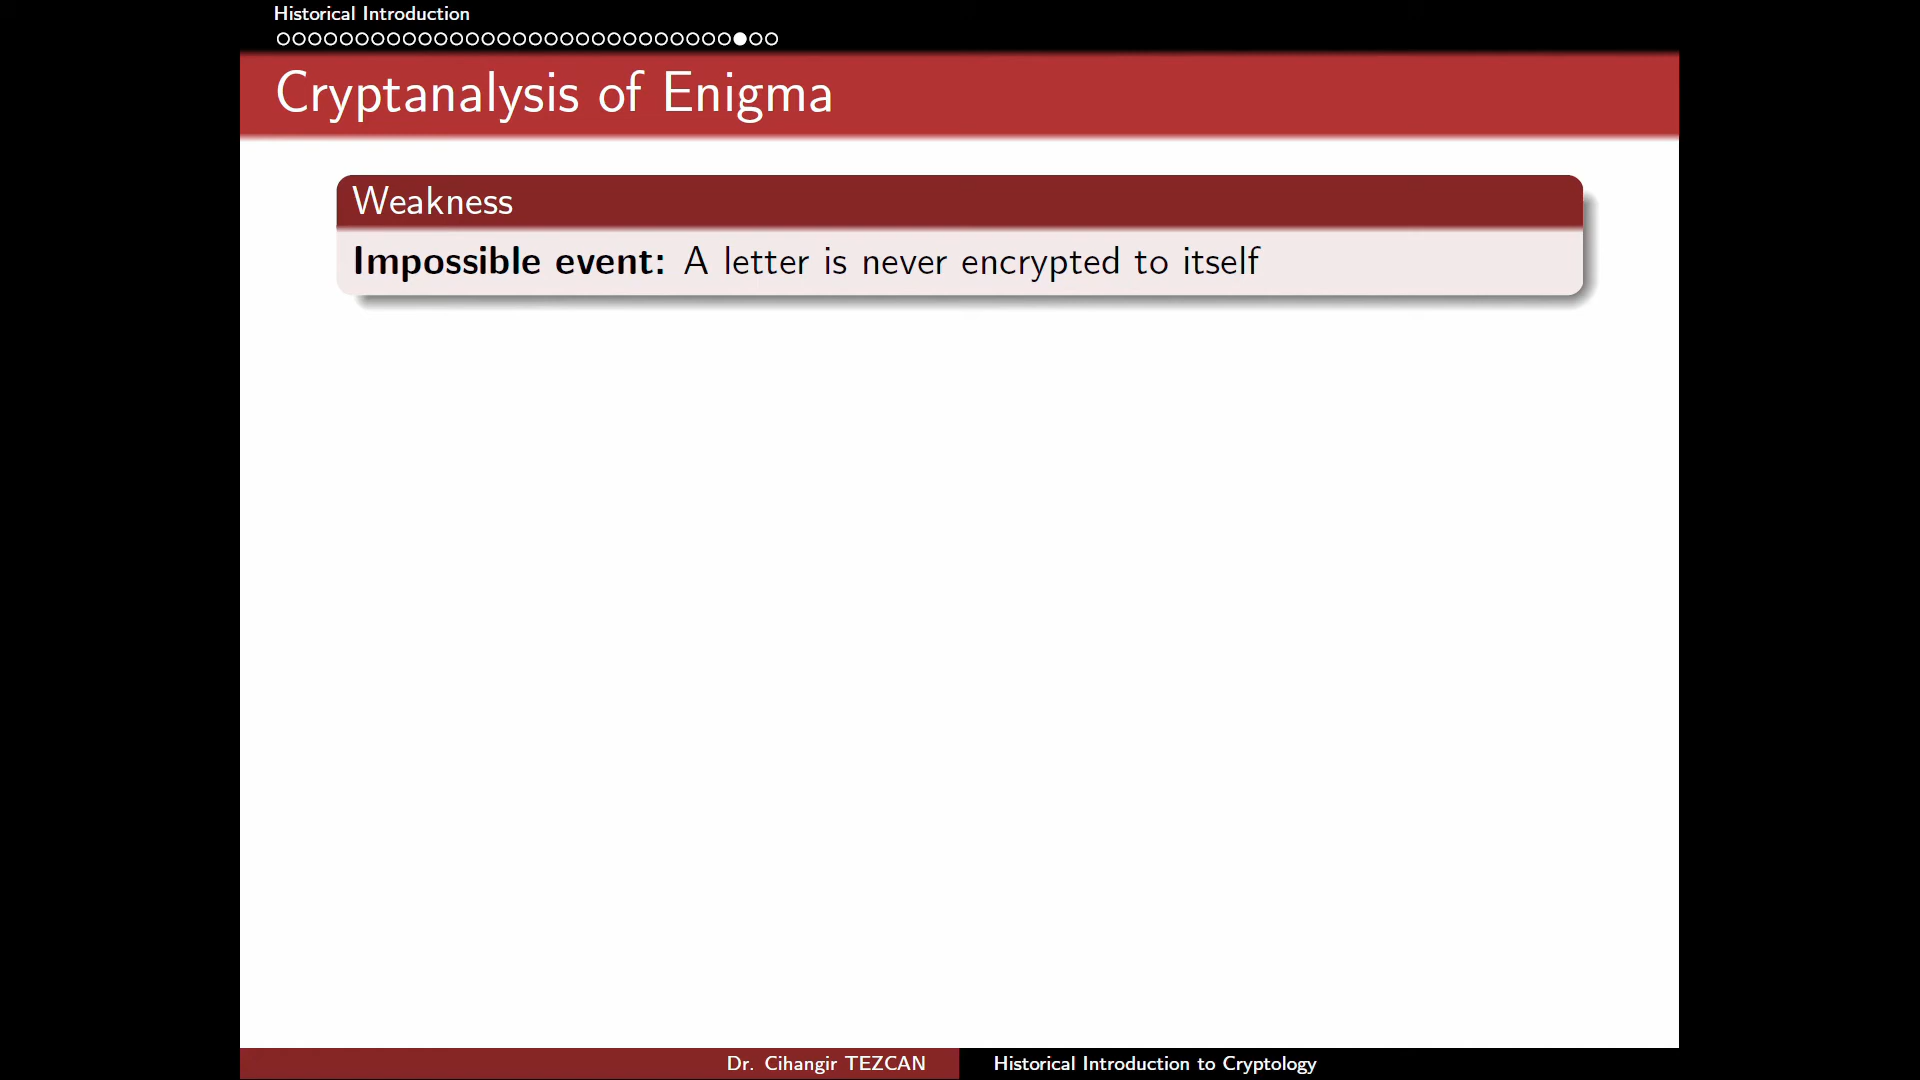 Historical Introduction
Cryptanalysis of Enigma
Weakness
Impossible event: A letter is never encrypted to itself
Dr. Cihangir TEZCAN
Historical Introduction to Cryptology